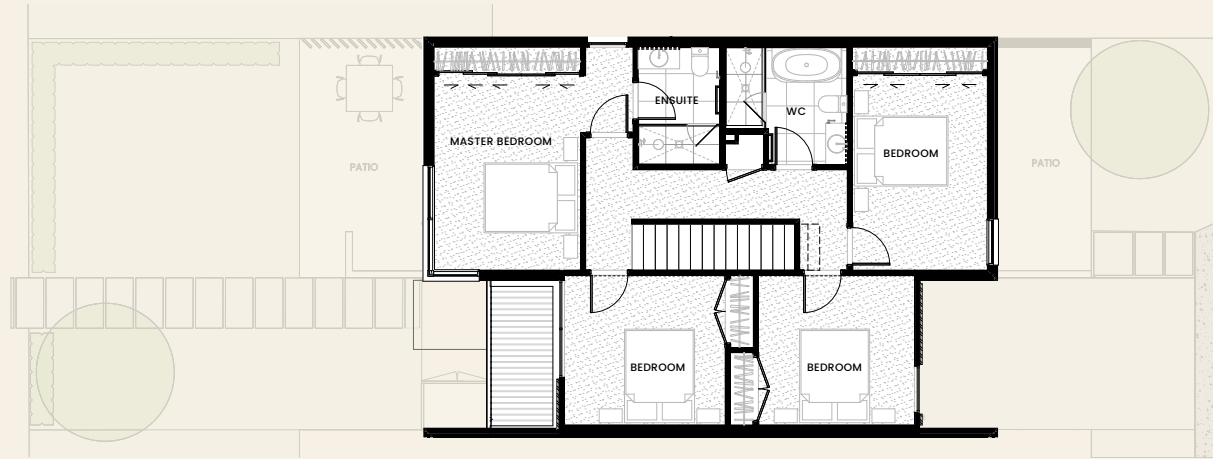 ENSUITE
WC
MASTER BEDROOM
BEDROOM
PATIO
PATIO
BEDROOM
BEDROOM